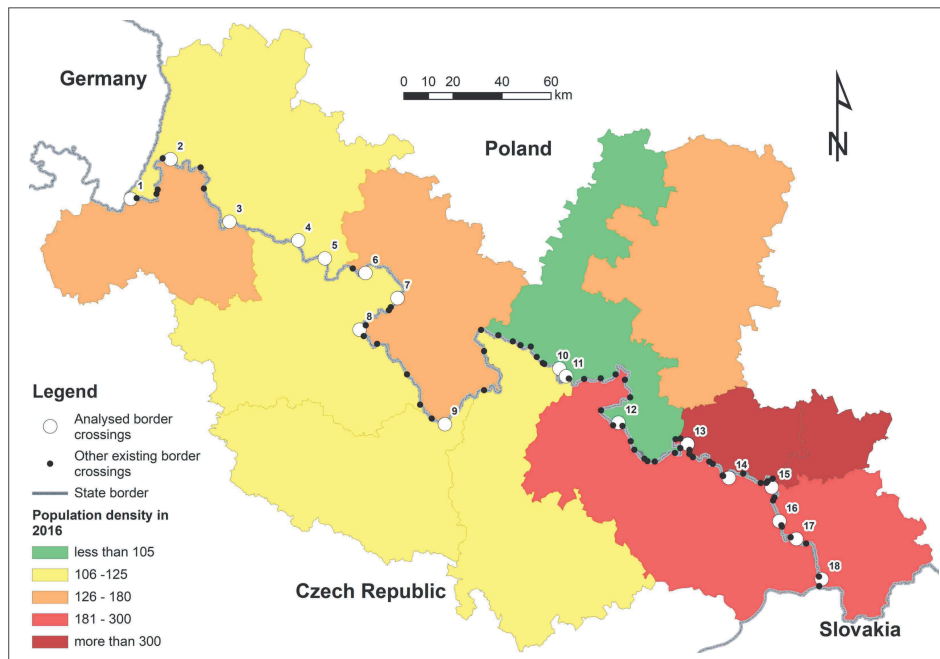 Germany
0 10 20 40 60
km
Poland
N
1
2
3
4
5
6
7
8
9
10
11
12
13
14
15
16
17
18
Czech Republic
Slovakia
Legend
Analysed border
crossings
Other existing border
crossings
State border
Population density in
2016
less than 105
106 -125
126 - 180
181 - 300
more than 300